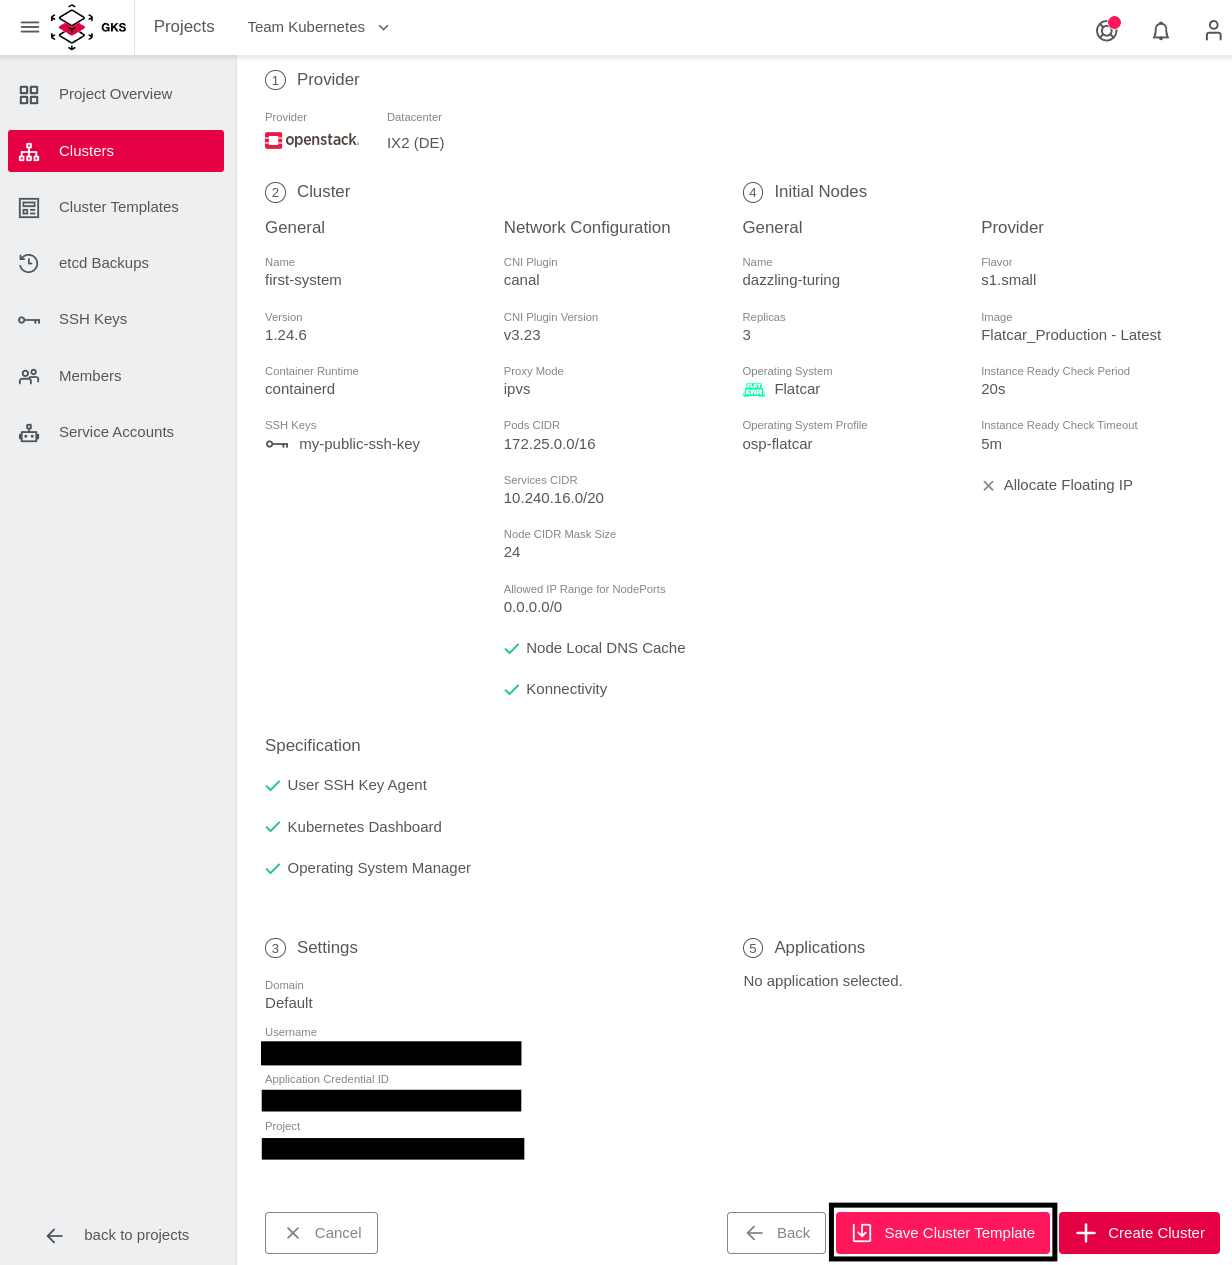 GKS
Projects
Team Kubernetes
Project Overview
Clusters
Cluster Templates
etcd Backups
SSH Keys
Members
Service Accounts
back to projects
1 Provider
Provider
openstack.
Datacenter
IX2 (DE)
2 Cluster
General
Name
first-system
Version
1.24.6
Container Runtime
containerd
SSH Keys
my-public-ssh-key
Network Configuration
CNI Plugin
canal
CNI Plugin Version
v3.23
Proxy Mode
ipvs
Pods CIDR
172.25.0.0/16
Services CIDR
10.240.16.0/20
Node CIDR Mask Size
24
Allowed IP Range for NodePorts
0.0.0.0/0
Node Local DNS Cache
Konnectivity
4 Initial Nodes
General
Name
dazzling-turing
Replicas
3
Operating System
Flatcar
Operating System Profile
osp-flatcar
Provider
Flavor
s1.small
Image
Flatcar_Production - Latest
Instance Ready Check Period
20s
Instance Ready Check Timeout
5m
Allocate Floating IP
Specification
User SSH Key Agent
Kubernetes Dashboard
Operating System Manager
3 Settings
Domain
Default
Username
Application Credential ID
Project
5 Applications
No application selected.
Cancel
Back
Save Cluster Template
Create Cluster